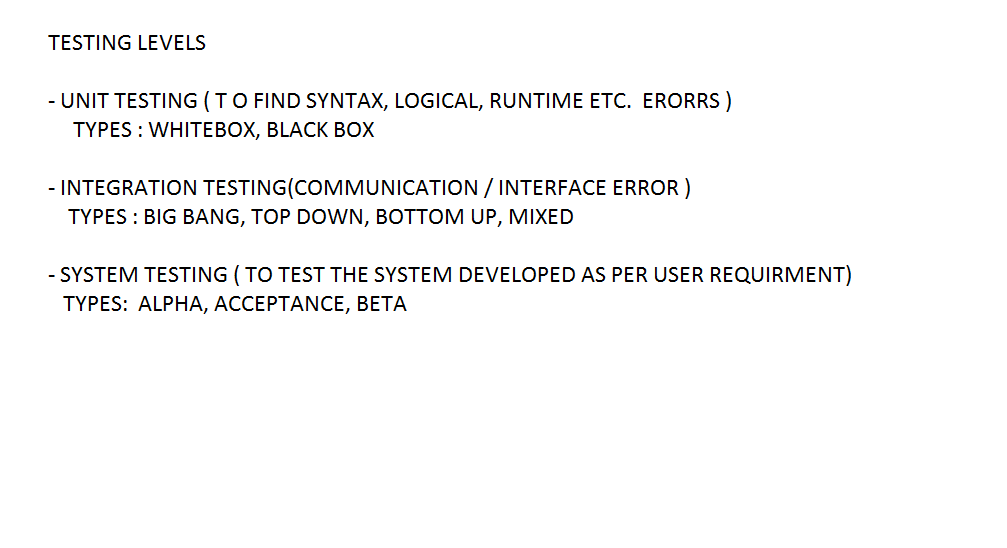 TESTING LEVELS
- UNIT TESTING ( T O FIND SYNTAX, LOGICAL, RUNTIME ETC.  ERORRS )
TYPES : WHITEBOX, BLACK BOX
- INTEGRATION TESTING(COMMUNICATION / INTERFACE ERROR )
TYPES : BIG BANG, TOP DOWN, BOTTOM UP, MIXED
- SYSTEM TESTING ( TO TEST THE SYSTEM DEVELOPED AS PER USER REQUIRMENT)
TYPES:  ALPHA, ACCEPTANCE, BETA